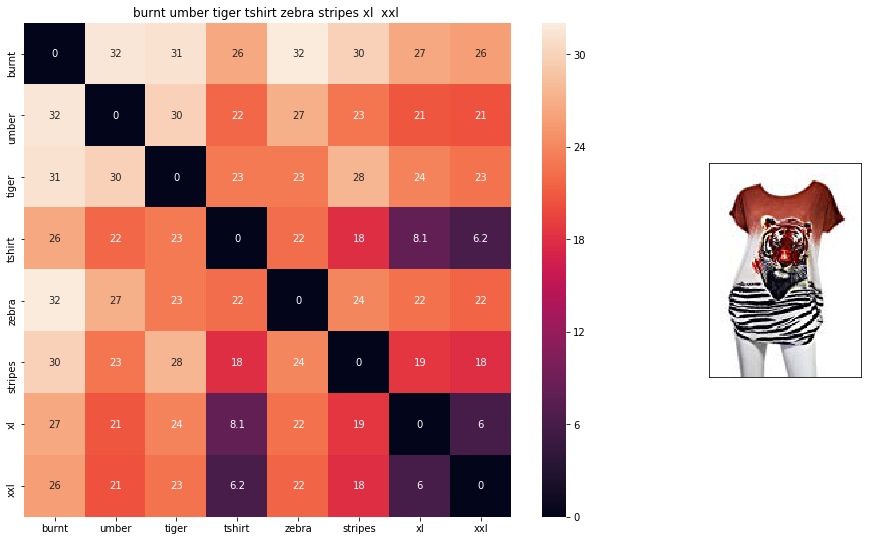 burnt umber tiger tshirt zebra stripes xl  xxl
burnt 0 32 31 26 32 30 27 26
umber 32 0 30 22 27 23 21 21
tiger 31 30 0 23 23 28 24 23
tshirt 26 22 23 0 22 18 8.1 6.2
zebra 32 27 23 22 0 24 22 22
stripes 30 23 28 18 24 0 19 18
xl 27 21 24 8.1 22 19 0 6
xxl 26 21 23 6.2 22 18 6 0
burnt umber tiger tshirt zebra stripes xl xxl
30
24
18
12
6
0